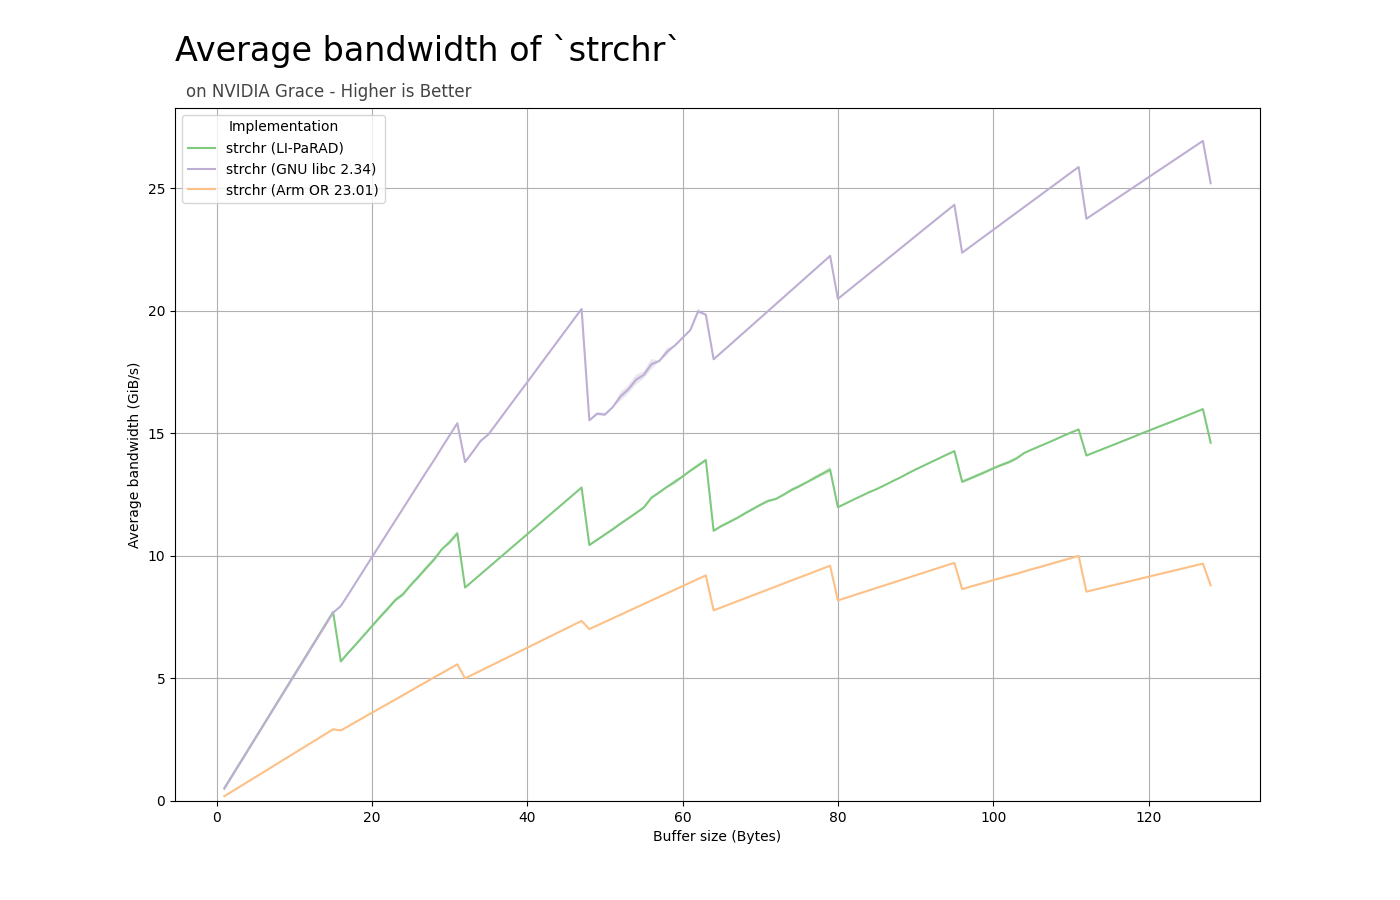 Average bandwidth of `strchr`
on NVIDIA Grace - Higher is Better
Implementation
strchr (LI-PaRAD)
strchr (GNU libc 2.34)
strchr (Arm OR 23.01)
25
20
15
10
5
0
Average bandwidth (GiB/s)
0 20 40 60 80 100 120
Buffer size (Bytes)